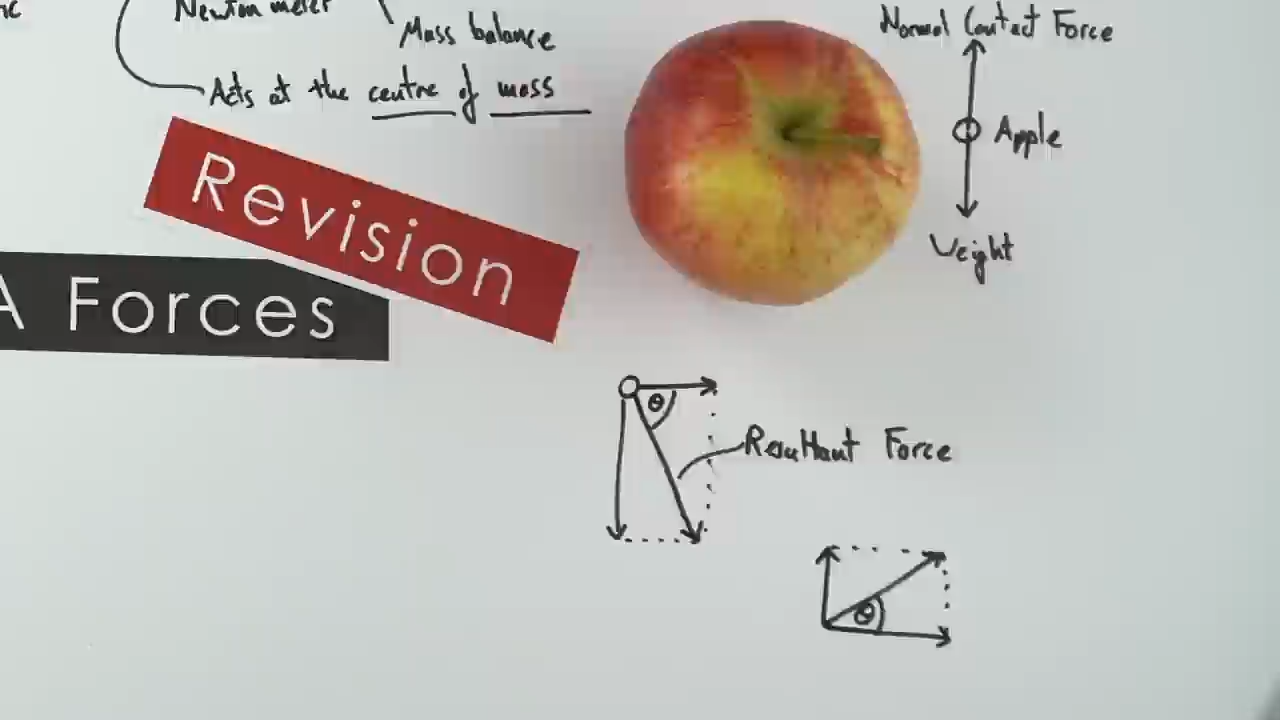 Newton meter
Mass balance
Acts at the centre of mass
Revision
A Forces
Normal Contact Force
Apple
Weight
θ
Resultant Force
θ